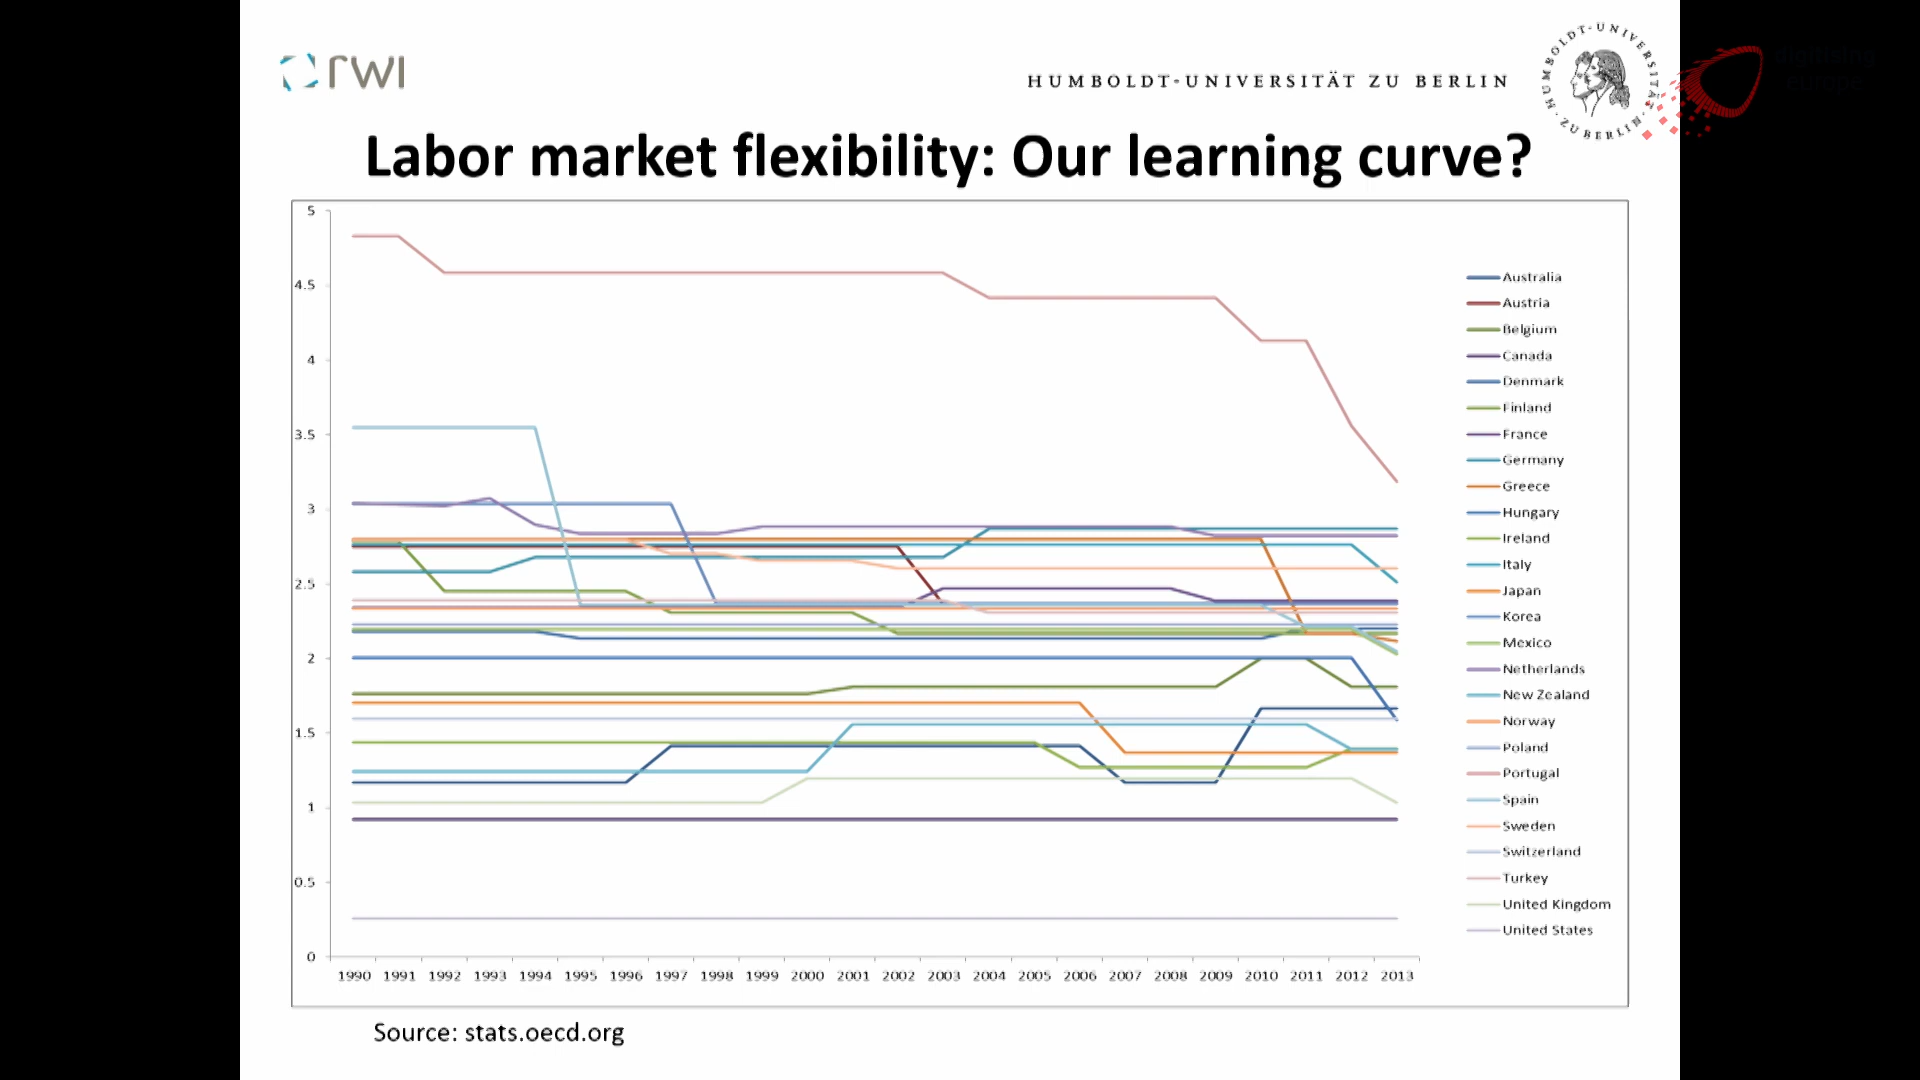 rwi
HUMBOLDT-UNIVERSITÄT ZU BERLIN
HUMBOLDT-UNIVERSITÄT ZU BERLIN
Labor market flexibility: Our learning curve?
5
4.5
4
3.5
3
2.5
2
1.5
1
0.5
0
1990 1991 1992 1993 1994 1995 1996 1997 1998 1999 2000 2001 2002 2003 2004 2005 2006 2007 2008 2009 2010 2011 2012 2013
Australia
Austria
Belgium
Canada
Denmark
Finland
France
Germany
Greece
Hungary
Ireland
Italy
Japan
Korea
Mexico
Netherlands
New Zealand
Norway
Poland
Portugal
Spain
Sweden
Switzerland
Turkey
United Kingdom
United States
Source: stats.oecd.org